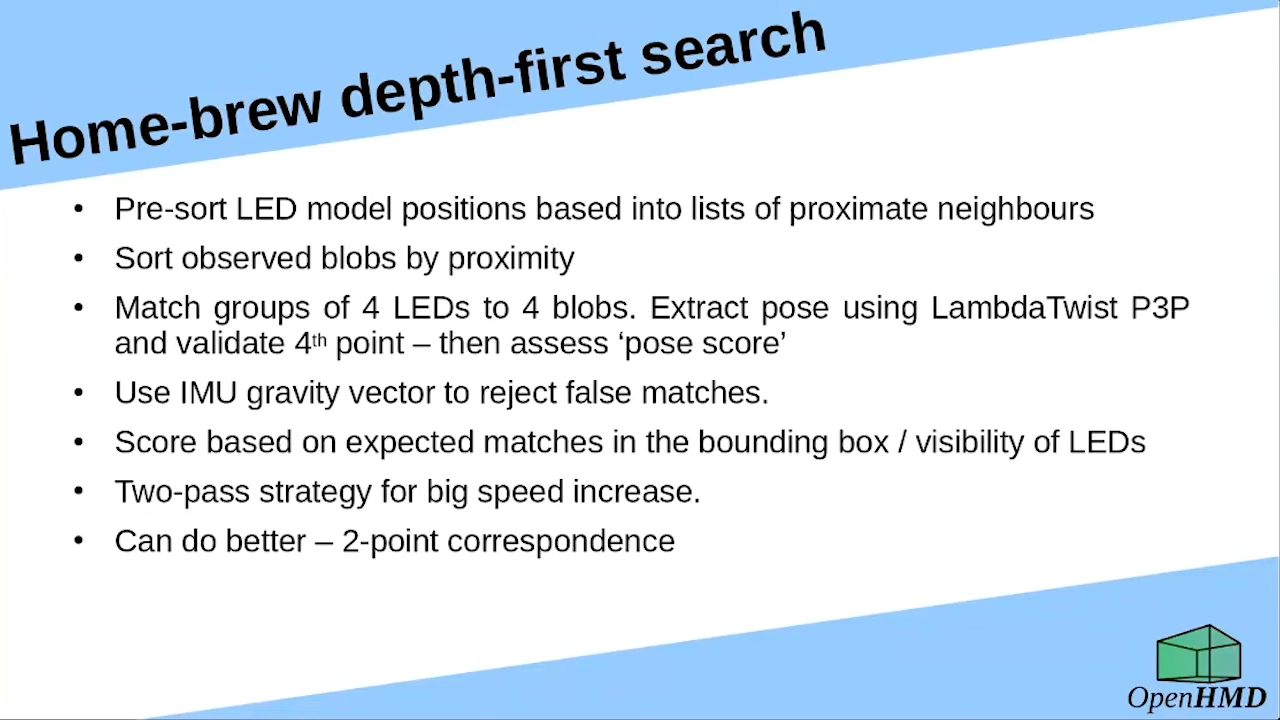 Home-brew depth-first search
• Pre-sort LED model positions based into lists of proximate neighbours
• Sort observed blobs by proximity
• Match groups of 4 LEDs to 4 blobs. Extract pose using LambdaTwist P3P
and validate 4th point – then assess ‘pose score’
• Use IMU gravity vector to reject false matches.
• Score based on expected matches in the bounding box / visibility of LEDs
• Two-pass strategy for big speed increase.
• Can do better – 2-point correspondence
OpenHMD